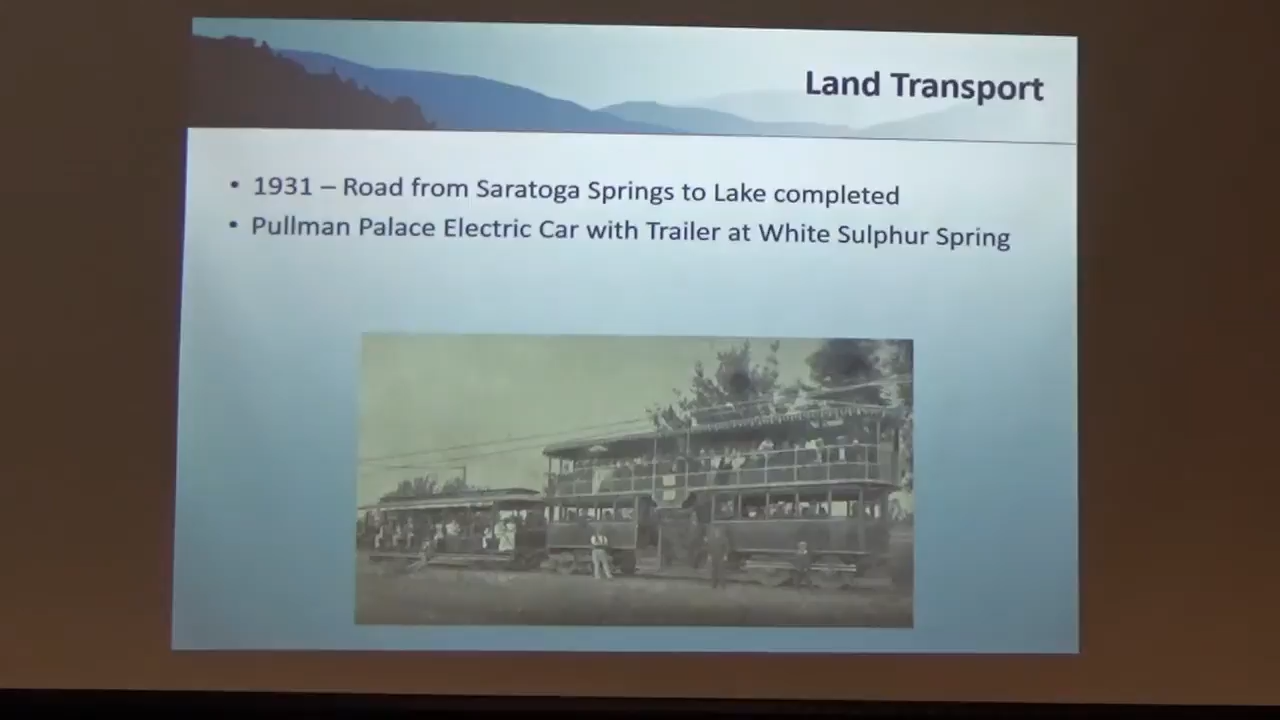 Land Transport
• 1931 – Road from Saratoga Springs to Lake completed
• Pullman Palace Electric Car with Trailer at White Sulphur Spring